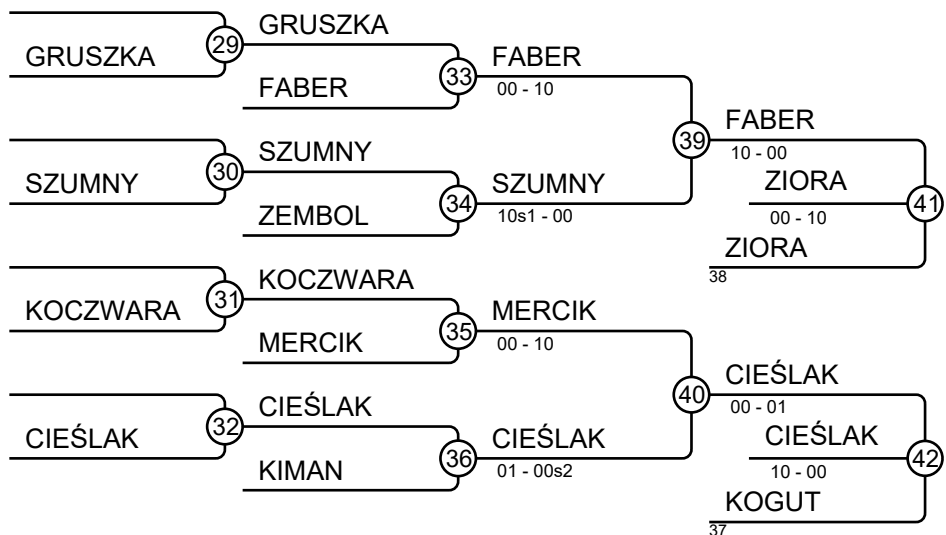 GRUSZKA
29
GRUSZKA
FABER
33
FABER
00 - 10
SZUMNY
30
SZUMNY
ZEMBOL
34
SZUMNY
10s1 - 00
39
FABER
10 - 00
ZIORA
00 - 10
41
ZIORA
38
KOCZWARA
31
KOCZWARA
MERCIK
35
MERCIK
00 - 10
CIEŚLAK
32
CIEŚLAK
KIMAN
36
CIEŚLAK
01 - 00s2
40
CIEŚLAK
00 - 01
CIEŚLAK
10 - 00
42
KOGUT
37